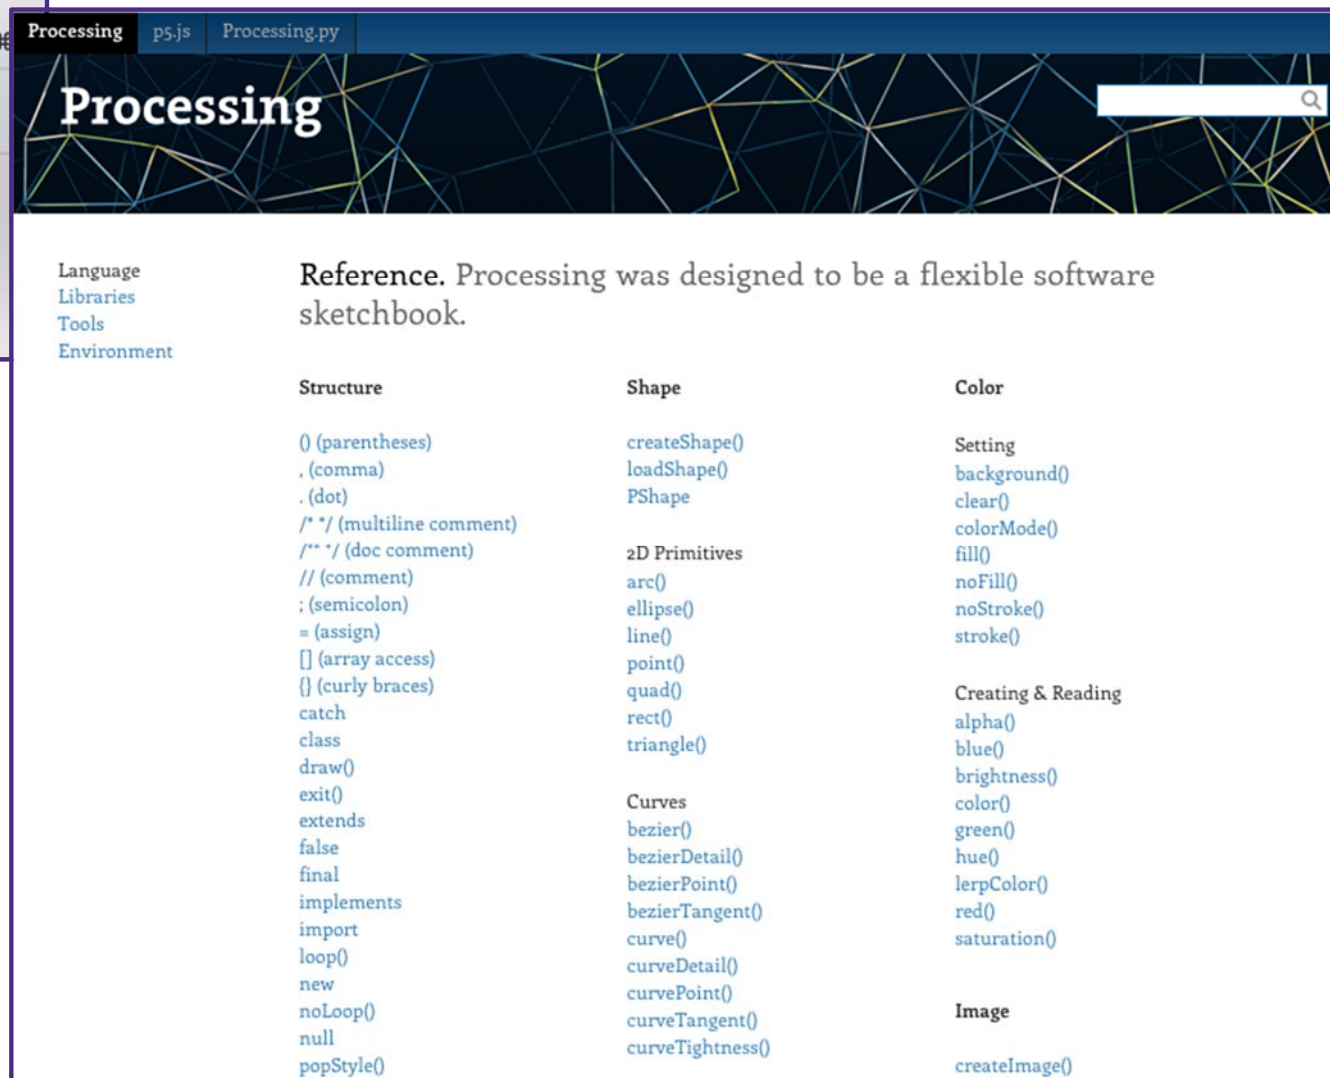 Processing
p5.js
Processing.py
Processing
Language
Libraries
Tools
Environment
Reference. Processing was designed to be a flexible software
sketchbook.
Structure
() (parentheses)
, (comma)
. (dot)
/* */ (multiline comment)
/** */ (doc comment)
// (comment)
; (semicolon)
= (assign)
[] (array access)
{} (curly braces)
catch
class
draw()
exit()
extends
false
final
implements
import
loop()
new
noLoop()
null
popStyle()
Shape
createShape()
loadShape()
PShape
2D Primitives
arc()
ellipse()
line()
point()
quad()
rect()
triangle()
Curves
bezier()
bezierDetail()
bezierPoint()
bezierTangent()
curve()
curveDetail()
curvePoint()
curveTangent()
curveTightness()
Color
Setting
background()
clear()
colorMode()
fill()
noFill()
noStroke()
stroke()
Creating & Reading
alpha()
blue()
brightness()
color()
green()
hue()
lerpColor()
red()
saturation()
Image
createImage()